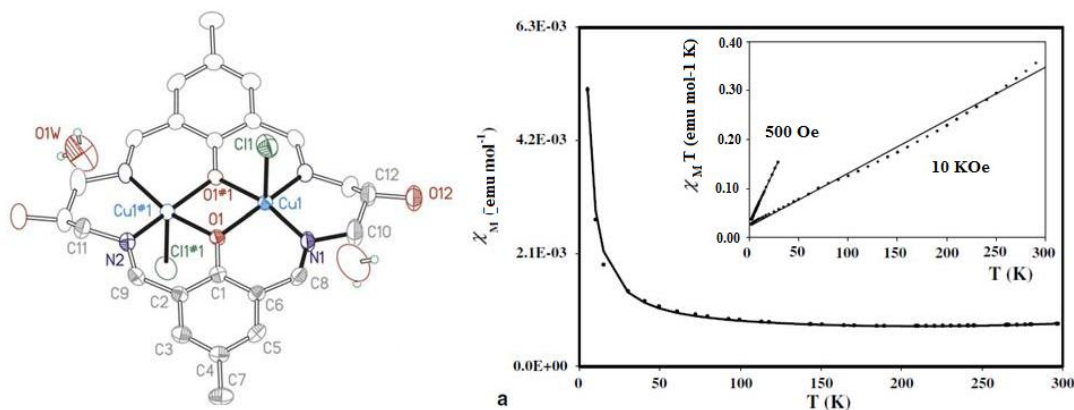 O1W
Cl1
C12
O12
O1#1
Cu1#1
Cu1
C11
O1
C10
Cl1#1
N2
N1
C9
C8
C2
C1
C6
C3
C5
C4
C7
a
6.3E-03
4.2E-03
2.1E-03
0.0E+00
χM (emu mol-1)
0 50 100 150 200 250 300
T (K)
0.40
0.30
0.20
0.10
0.00
χM T (emu mol-1 K)
500 Oe
10 KOe
0 50 100 150 200 250 300
T (K)